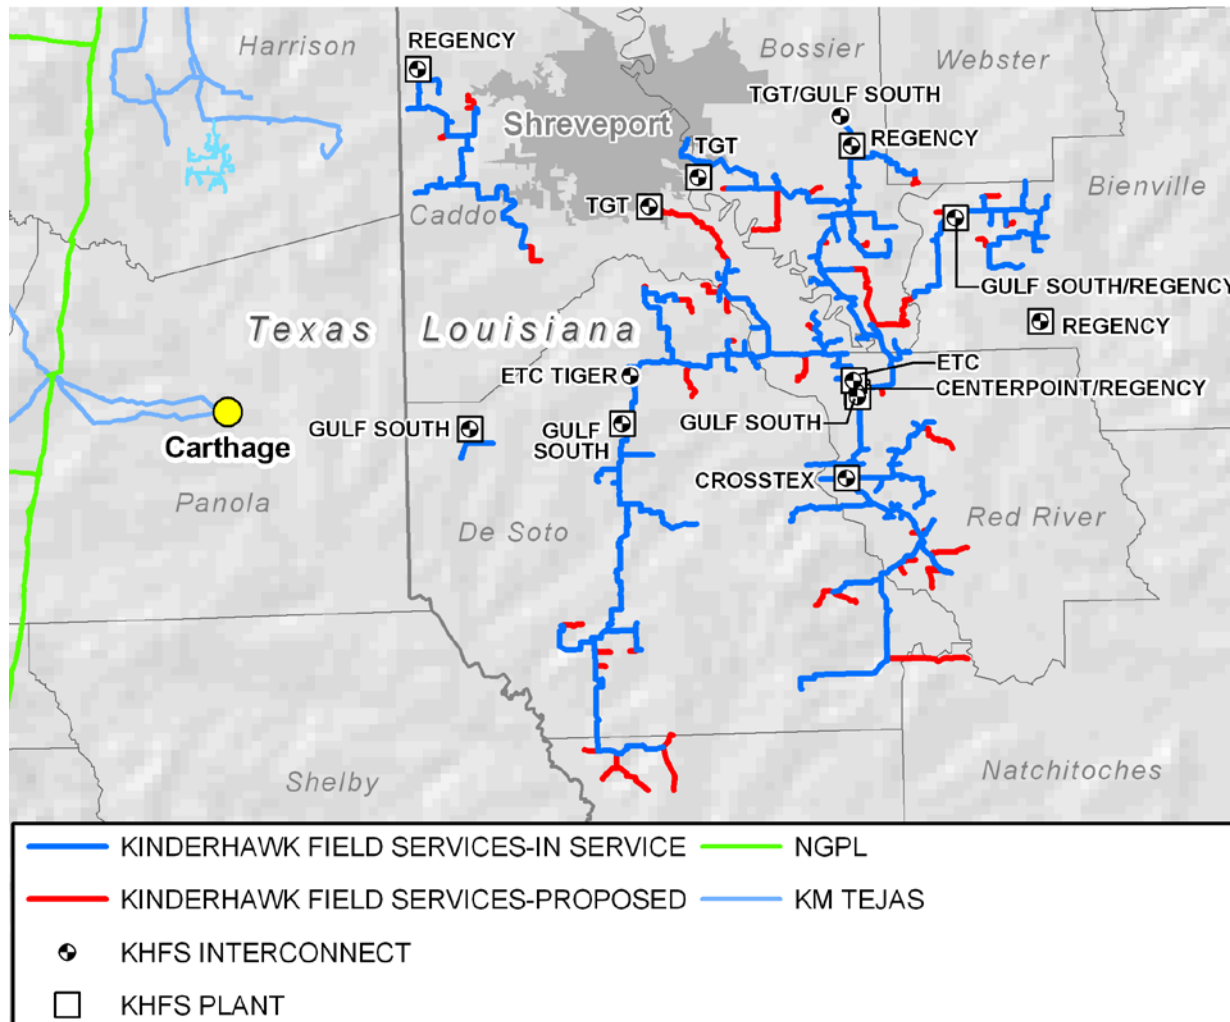 Harrison
REGENCY
Bossier
Webster
TGT/GULF SOUTH
Shreveport
TGT
REGENCY
Bienville
TGT
Caddo
GULF SOUTH/REGENCY
REGENCY
Texas
Louisiana
ETC TIGER
ETC
CENTERPOINT/REGENCY
GULF SOUTH
GULF
SOUTH
GULF SOUTH
Carthage
CROSSTEX
Panola
De Soto
Red River
Shelby
Natchitoches
KINDERHAWK FIELD SERVICES-IN SERVICE
NGPL
KINDERHAWK FIELD SERVICES-PROPOSED
KM TEJAS
KHFS INTERCONNECT
KHFS PLANT